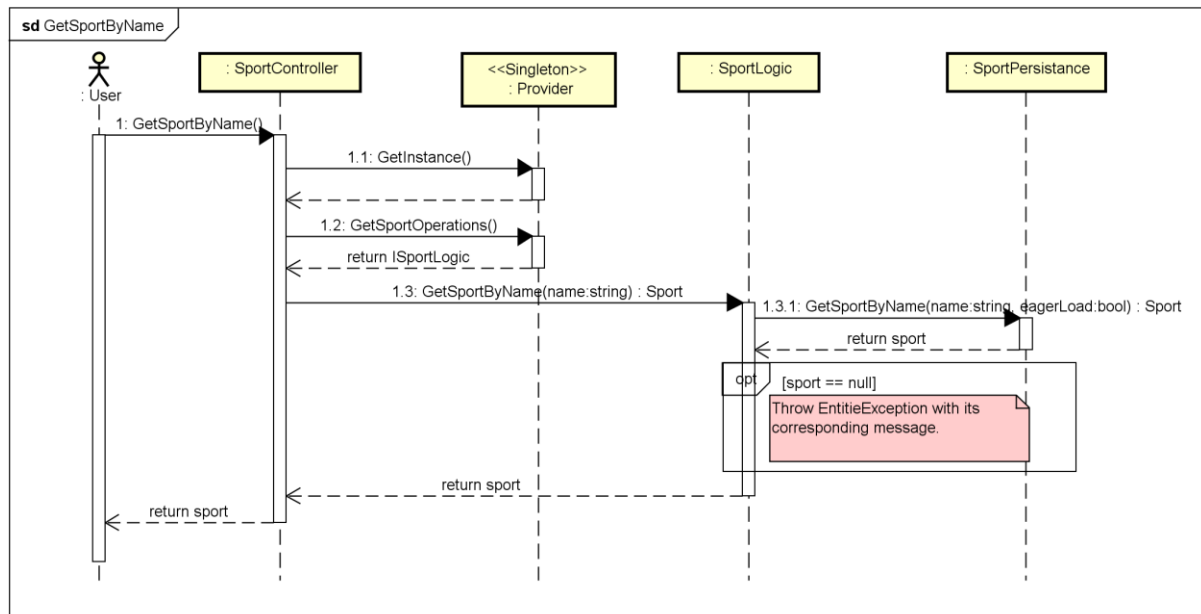 sd GetSportByName
: User
: SportController
<<Singleton>>
: Provider
: SportLogic
: SportPersistance
1: GetSportByName()
1.1: GetInstance()
1.2: GetSportOperations()
return ISportLogic
1.3: GetSportByName(name:string) : Sport
1.3.1: GetSportByName(name:string, eagerLoad:bool) : Sport
return sport
opt
[sport == null]
Throw EntitieException with its
corresponding message.
return sport
return sport